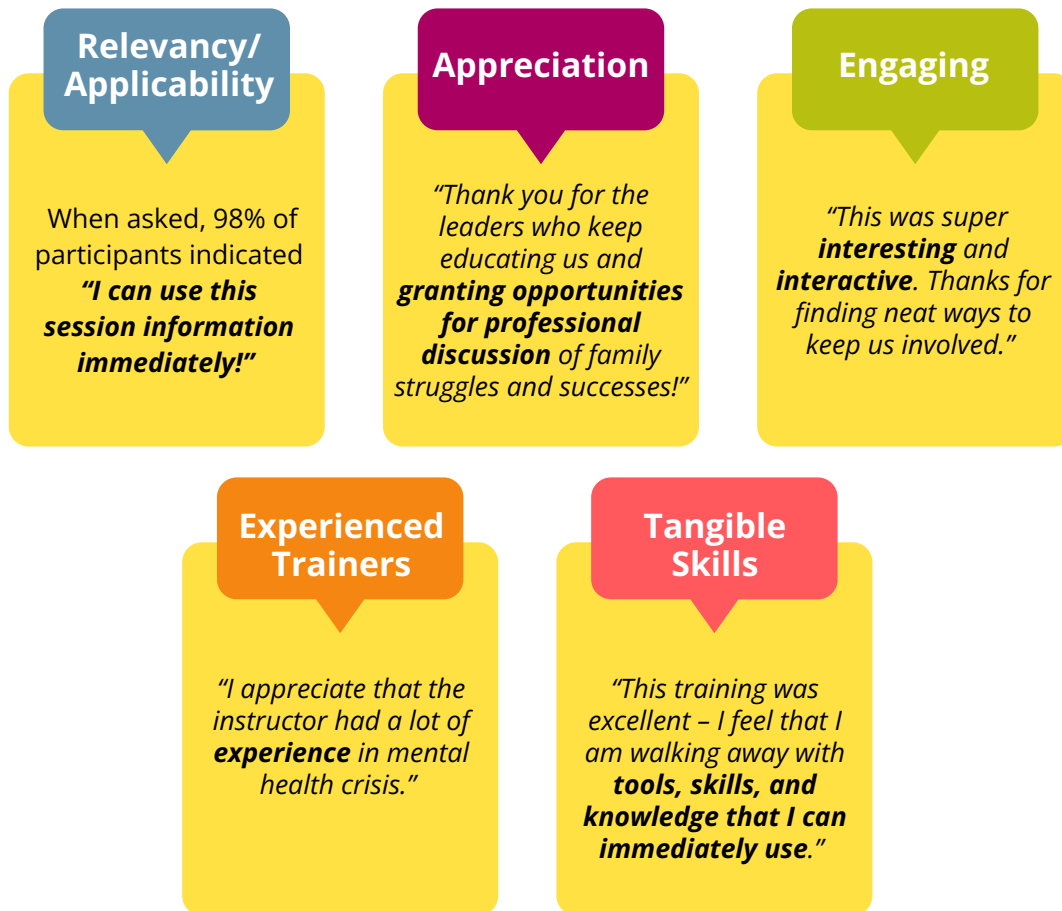 Relevancy/
Applicability
When asked, 98% of
participants indicated
“I can use this
session information
immediately!”
Appreciation
“Thank you for the
leaders who keep
educating us and
granting opportunities
for professional
discussion of family
struggles and successes!”
Engaging
“This was super
interesting and
interactive. Thanks for
finding neat ways to
keep us involved.”
Experienced
Trainers
“I appreciate that the
instructor had a lot of
experience in mental
health crisis.”
Tangible
Skills
“This training was
excellent – I feel that I
am walking away with
tools, skills, and
knowledge that I can
immediately use.”